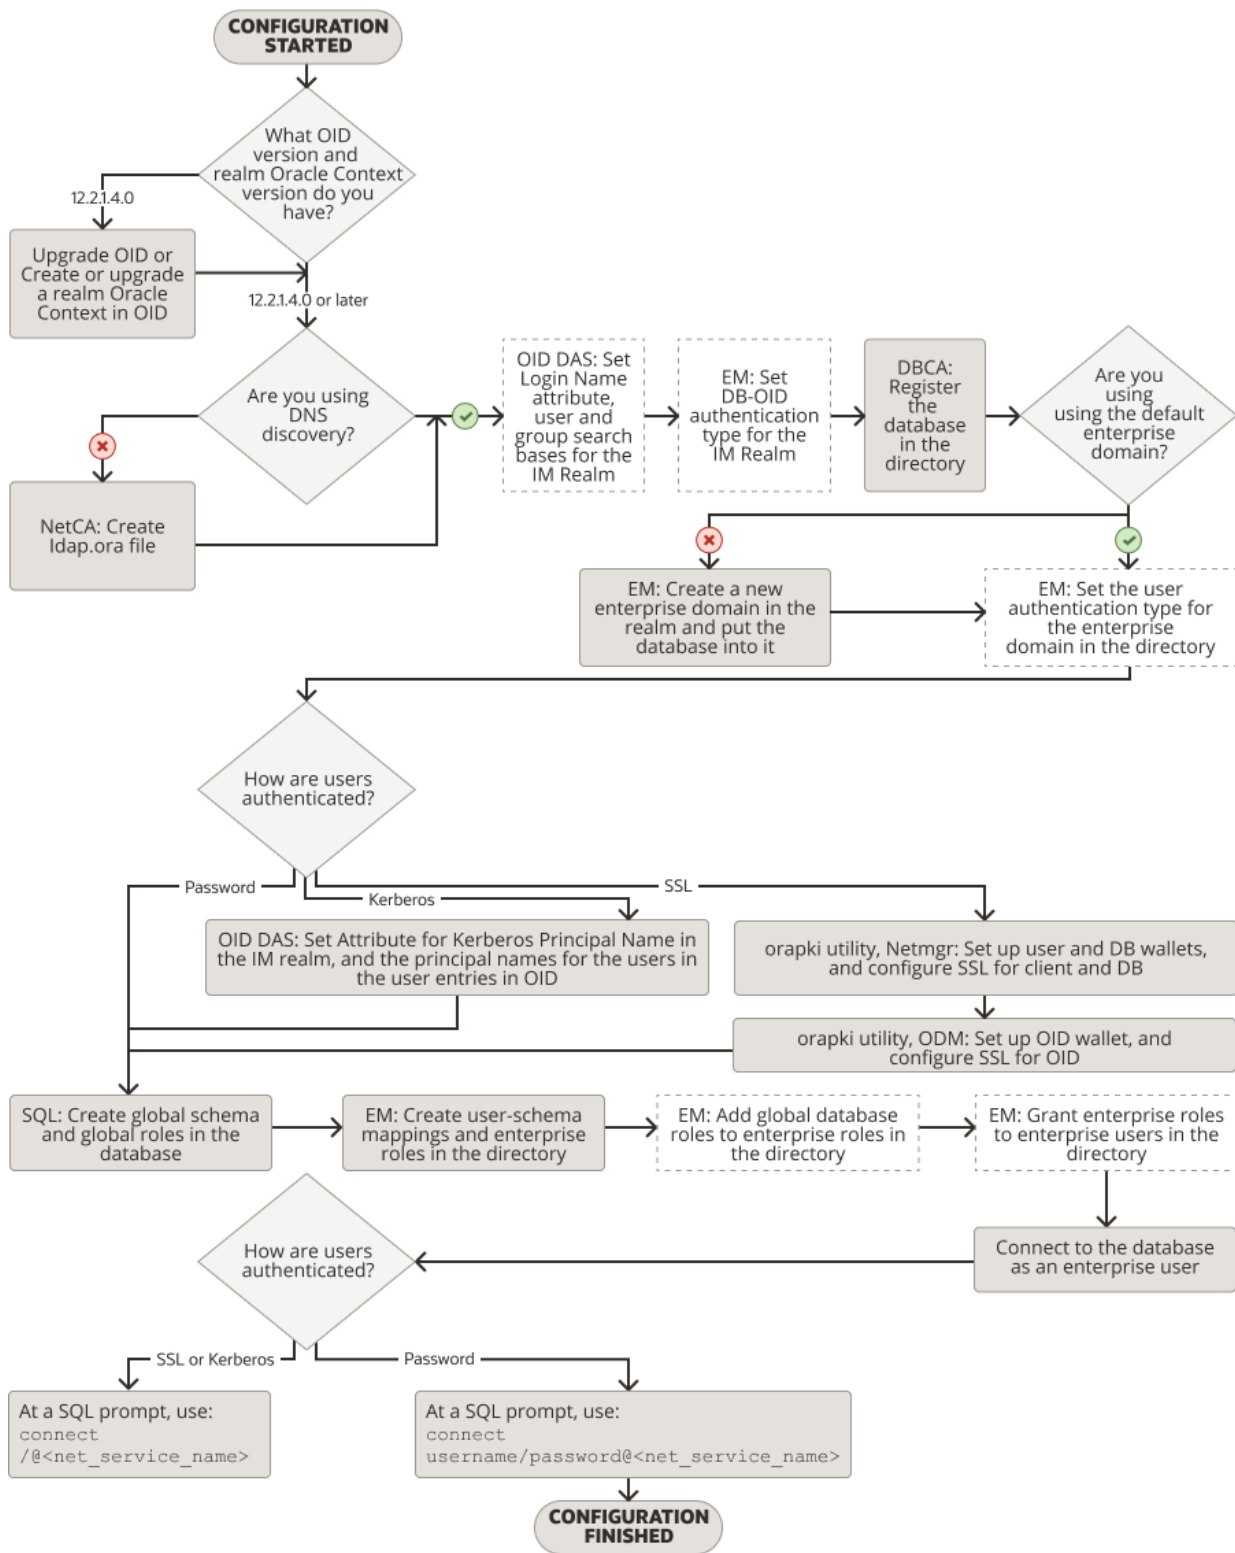 CONFIGURATION
STARTED
What OID
version and
realm Oracle Context
version do you
have?
12.2.1.4.0
Upgrade OID or
Create or upgrade
a realm Oracle
Context in OID
12.2.1.4.0 or later
Are you using
DNS
discovery?
NetCA: Create
ldap.ora file
OID DAS: Set
Login Name
attribute,
user and
group search
bases for the
IM Realm
EM: Set
DB-OID
authentication
type for the
IM Realm
DBCA:
Register
the
database
in the
directory
Are you
using
using the default
enterprise
domain?
EM: Create a new
enterprise domain in the
realm and put the
database into it
EM: Set the user
authentication type for
the enterprise
domain in the directory
How are users
authenticated?
Password
Kerberos
SSL
OID DAS: Set Attribute for Kerberos Principal Name in
the IM realm, and the principal names for the users in
the user entries in OID
orapki utility, Netmgr: Set up user and DB wallets,
and configure SSL for client and DB
orapki utility, ODM: Set up OID wallet, and
configure SSL for OID
SQL: Create global schema
and global roles in the
database
EM: Create user-schema
mappings and enterprise
roles in the directory
EM: Add global database
roles to enterprise roles in
the directory
EM: Grant enterprise roles
to enterprise users in the
directory
Connect to the database
as an enterprise user
How are users
authenticated?
SSL or Kerberos
Password
At a SQL prompt, use:
connect
/@<net_service_name>
At a SQL prompt, use:
connect
username/password@<net_service_name>
CONFIGURATION
FINISHED